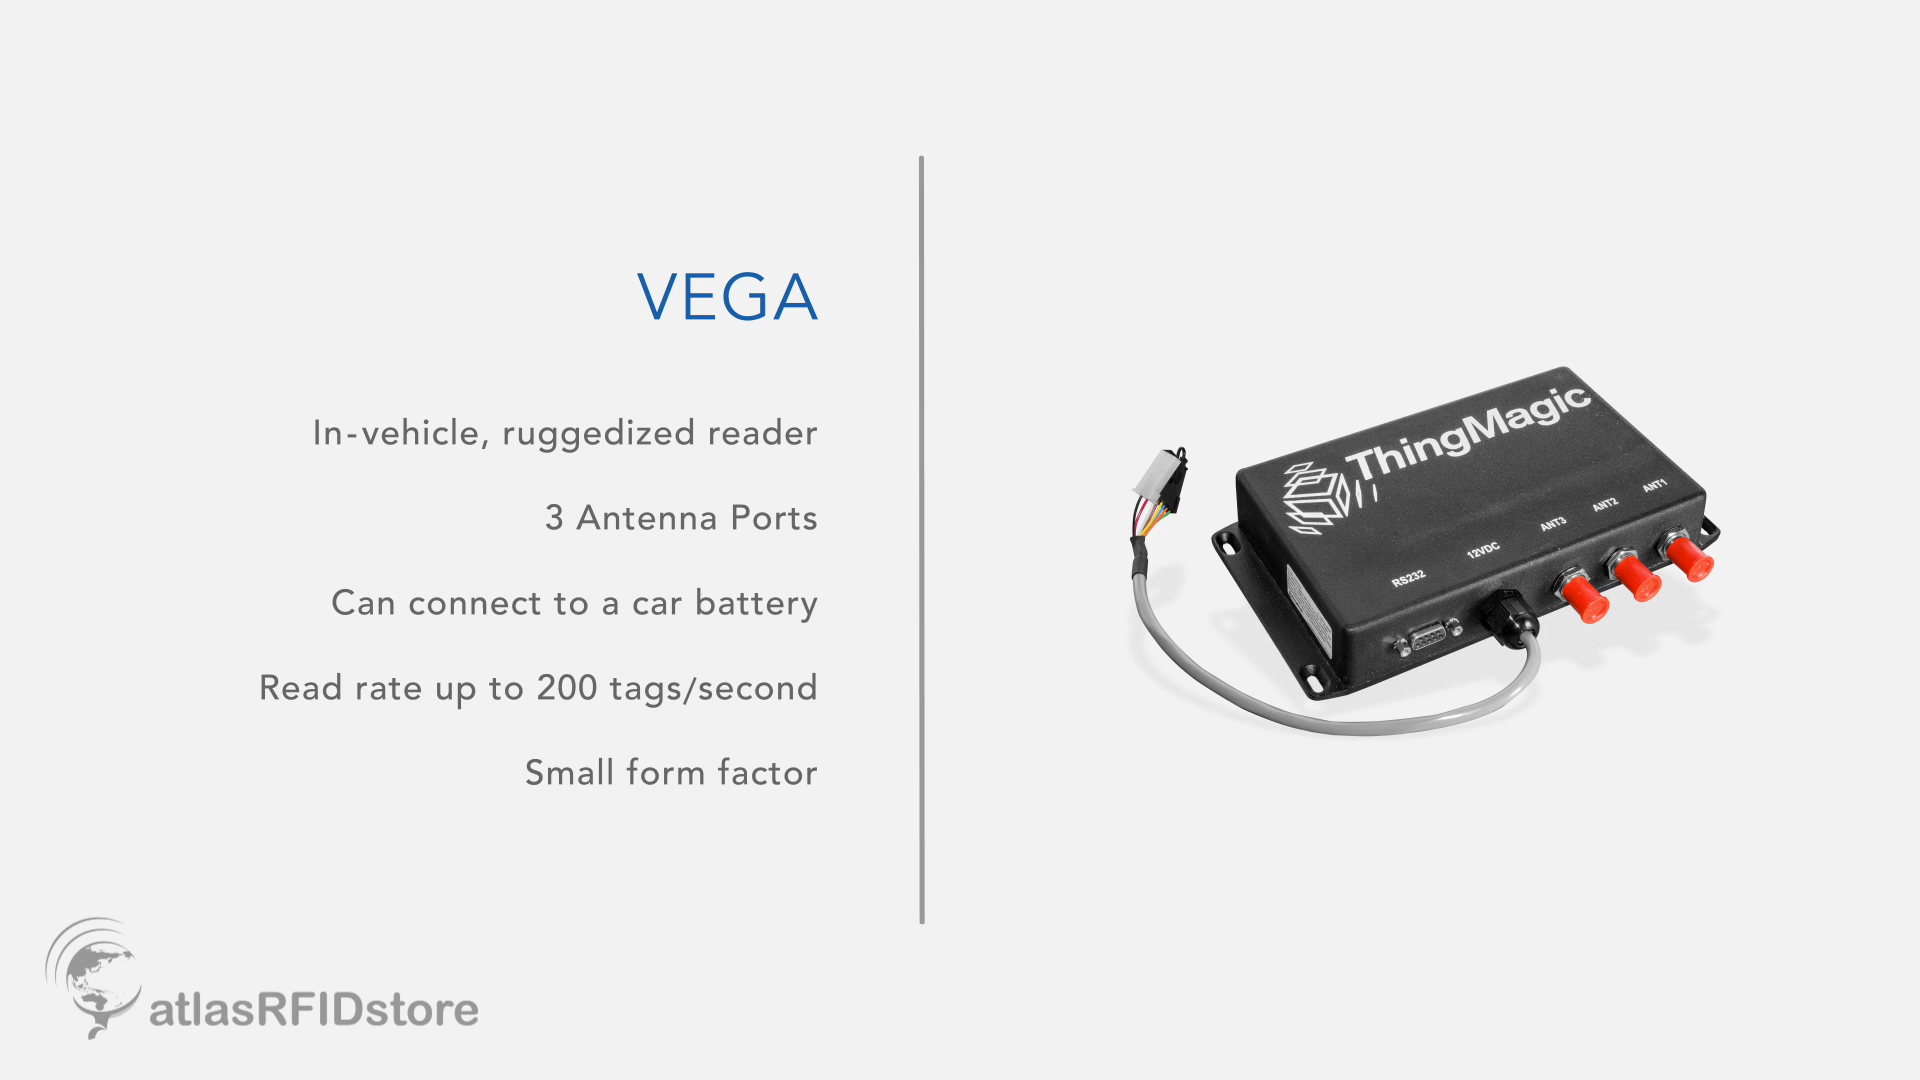 VEGA
In-vehicle, ruggedized reader
3 Antenna Ports
Can connect to a car battery
Read rate up to 200 tags/second
Small form factor
ThingMagic
RS232
12VDC
ANT3
ANT2
ANT1
atlasRFIDstore